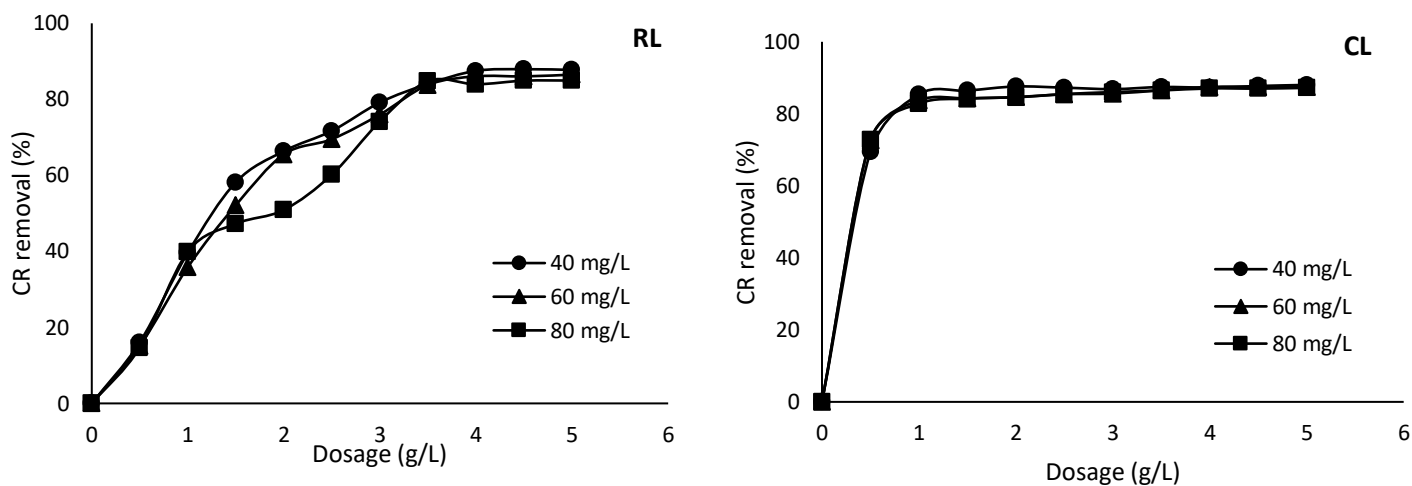 RL
CR removal (%)
100
80
60
40
20
0
40 mg/L
60 mg/L
80 mg/L
0 1 2 3 4 5 6
Dosage (g/L)
CL
CR removal (%)
100
80
60
40
20
0
40 mg/L
60 mg/L
80 mg/L
0 1 2 3 4 5 6
Dosage (g/L)